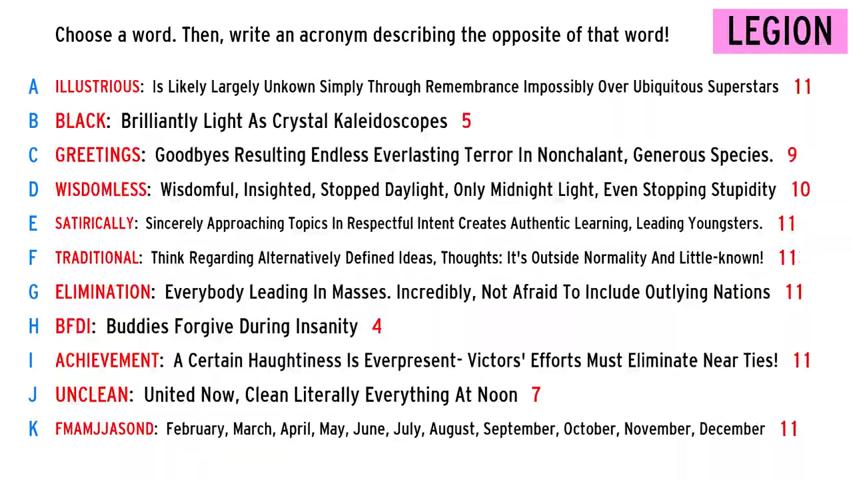 Choose a word. Then, write an acronym describing the opposite of that word!
LEGION
A ILLUSTRIOUS: Is Likely Largely Unkown Simply Through Remembrance Impossibly Over Ubiquitous Superstars 11
B BLACK: Brilliantly Light As Crystal Kaleidoscopes 5
C GREETINGS: Goodbyes Resulting Endless Everlasting Terror In Nonchalant, Generous Species. 9
D WISDOMLESS: Wisdomful, Insighted, Stopped Daylight, Only Midnight Light, Even Stopping Stupidity 10
E SATIRICALLY: Sincerely Approaching Topics In Respectful Intent Creates Authentic Learning, Leading Youngsters. 11
F TRADITIONAL: Think Regarding Alternatively Defined Ideas, Thoughts: It's Outside Normality And Little-known! 11
G ELIMINATION: Everybody Leading In Masses. Incredibly, Not Afraid To Include Outlying Nations 11
H BFDI: Buddies Forgive During Insanity 4
I ACHIEVEMENT: A Certain Haughtiness Is Everpresent- Victors' Efforts Must Eliminate Near Ties! 11
J UNCLEAN: United Now, Clean Literally Everything At Noon 7
K FMAMJJASOND: February, March, April, May, June, July, August, September, October, November, December 11